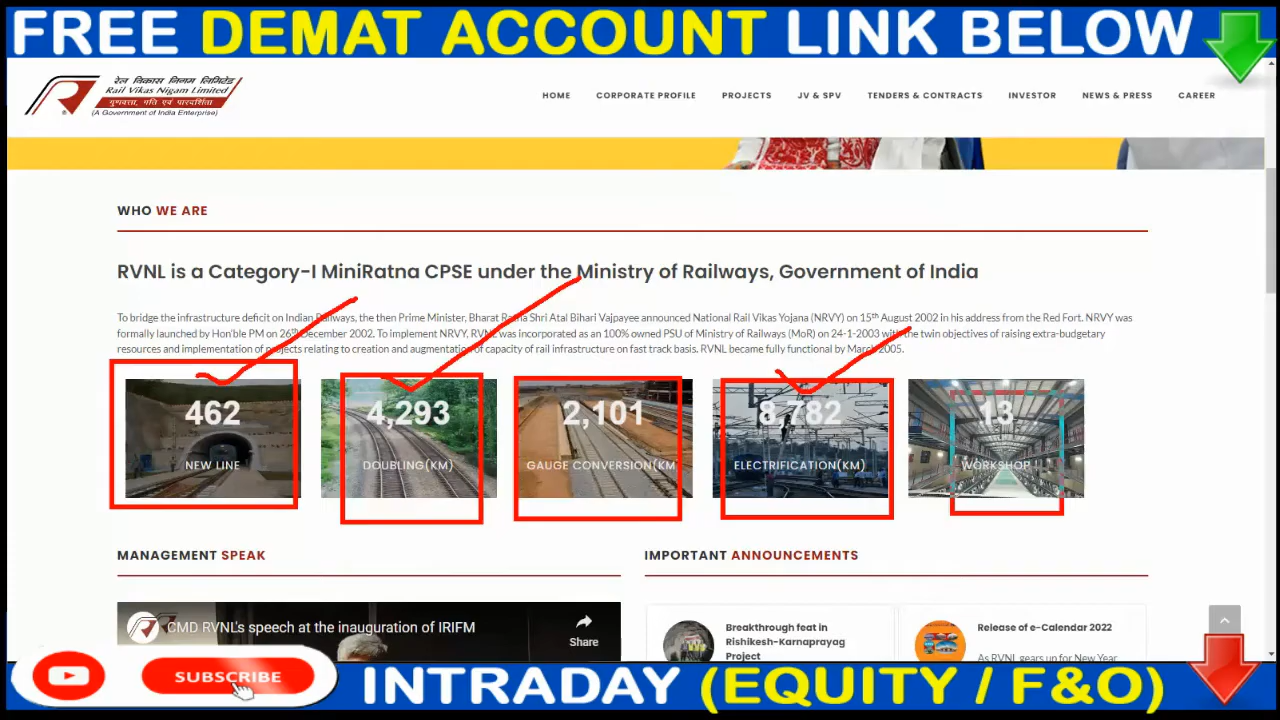 FREE DEMAT ACCOUNT LINK BELOW
रेल विकास निगम लिमिटेड
Rail Vikas Nigam Limited
गुणवत्ता, गति एवं पारदर्शिता
(A Government of India Enterprise)
HOME CORPORATE PROFILE PROJECTS JV & SPV TENDERS & CONTRACTS INVESTOR NEWS & PRESS CAREER
WHO WE ARE
RVNL is a Category-I MiniRatna CPSE under the Ministry of Railways, Government of India
To bridge the infrastructure deficit on Indian Railways, the then Prime Minister, Bharat Ratna Shri Atal Bihari Vajpayee announced National Rail Vikas Yojana (NRVY) on 15th August 2002 in his address from the Red Fort. NRVY was
formally launched by Hon'ble PM on 26th December 2002. To implement NRVY, RVNL was incorporated as an 100% owned PSU of Ministry of Railways (MoR) on 24-1-2003 with the twin objectives of raising extra-budgetary
resources and implementation of projects relating to creation and augmentation of capacity of rail infrastructure on fast track basis. RVNL became fully functional by March 2005.
462 4,293 2,101 8,782 13
NEW LINE DOUBLING(KM) GAUGE CONVERSION(KM ELECTRIFICATION(KM) WORKSHOP
MANAGEMENT SPEAK IMPORTANT ANNOUNCEMENTS
CMD RVNL's speech at the inauguration of IRIFM
Share
Breakthrough feat in
Rishikesh-Karnaprayag
Project
Release of e-Calendar 2022
As RVNL gears up for New Year
SUBSCRIBE
INTRADAY (EQUITY / F&O)